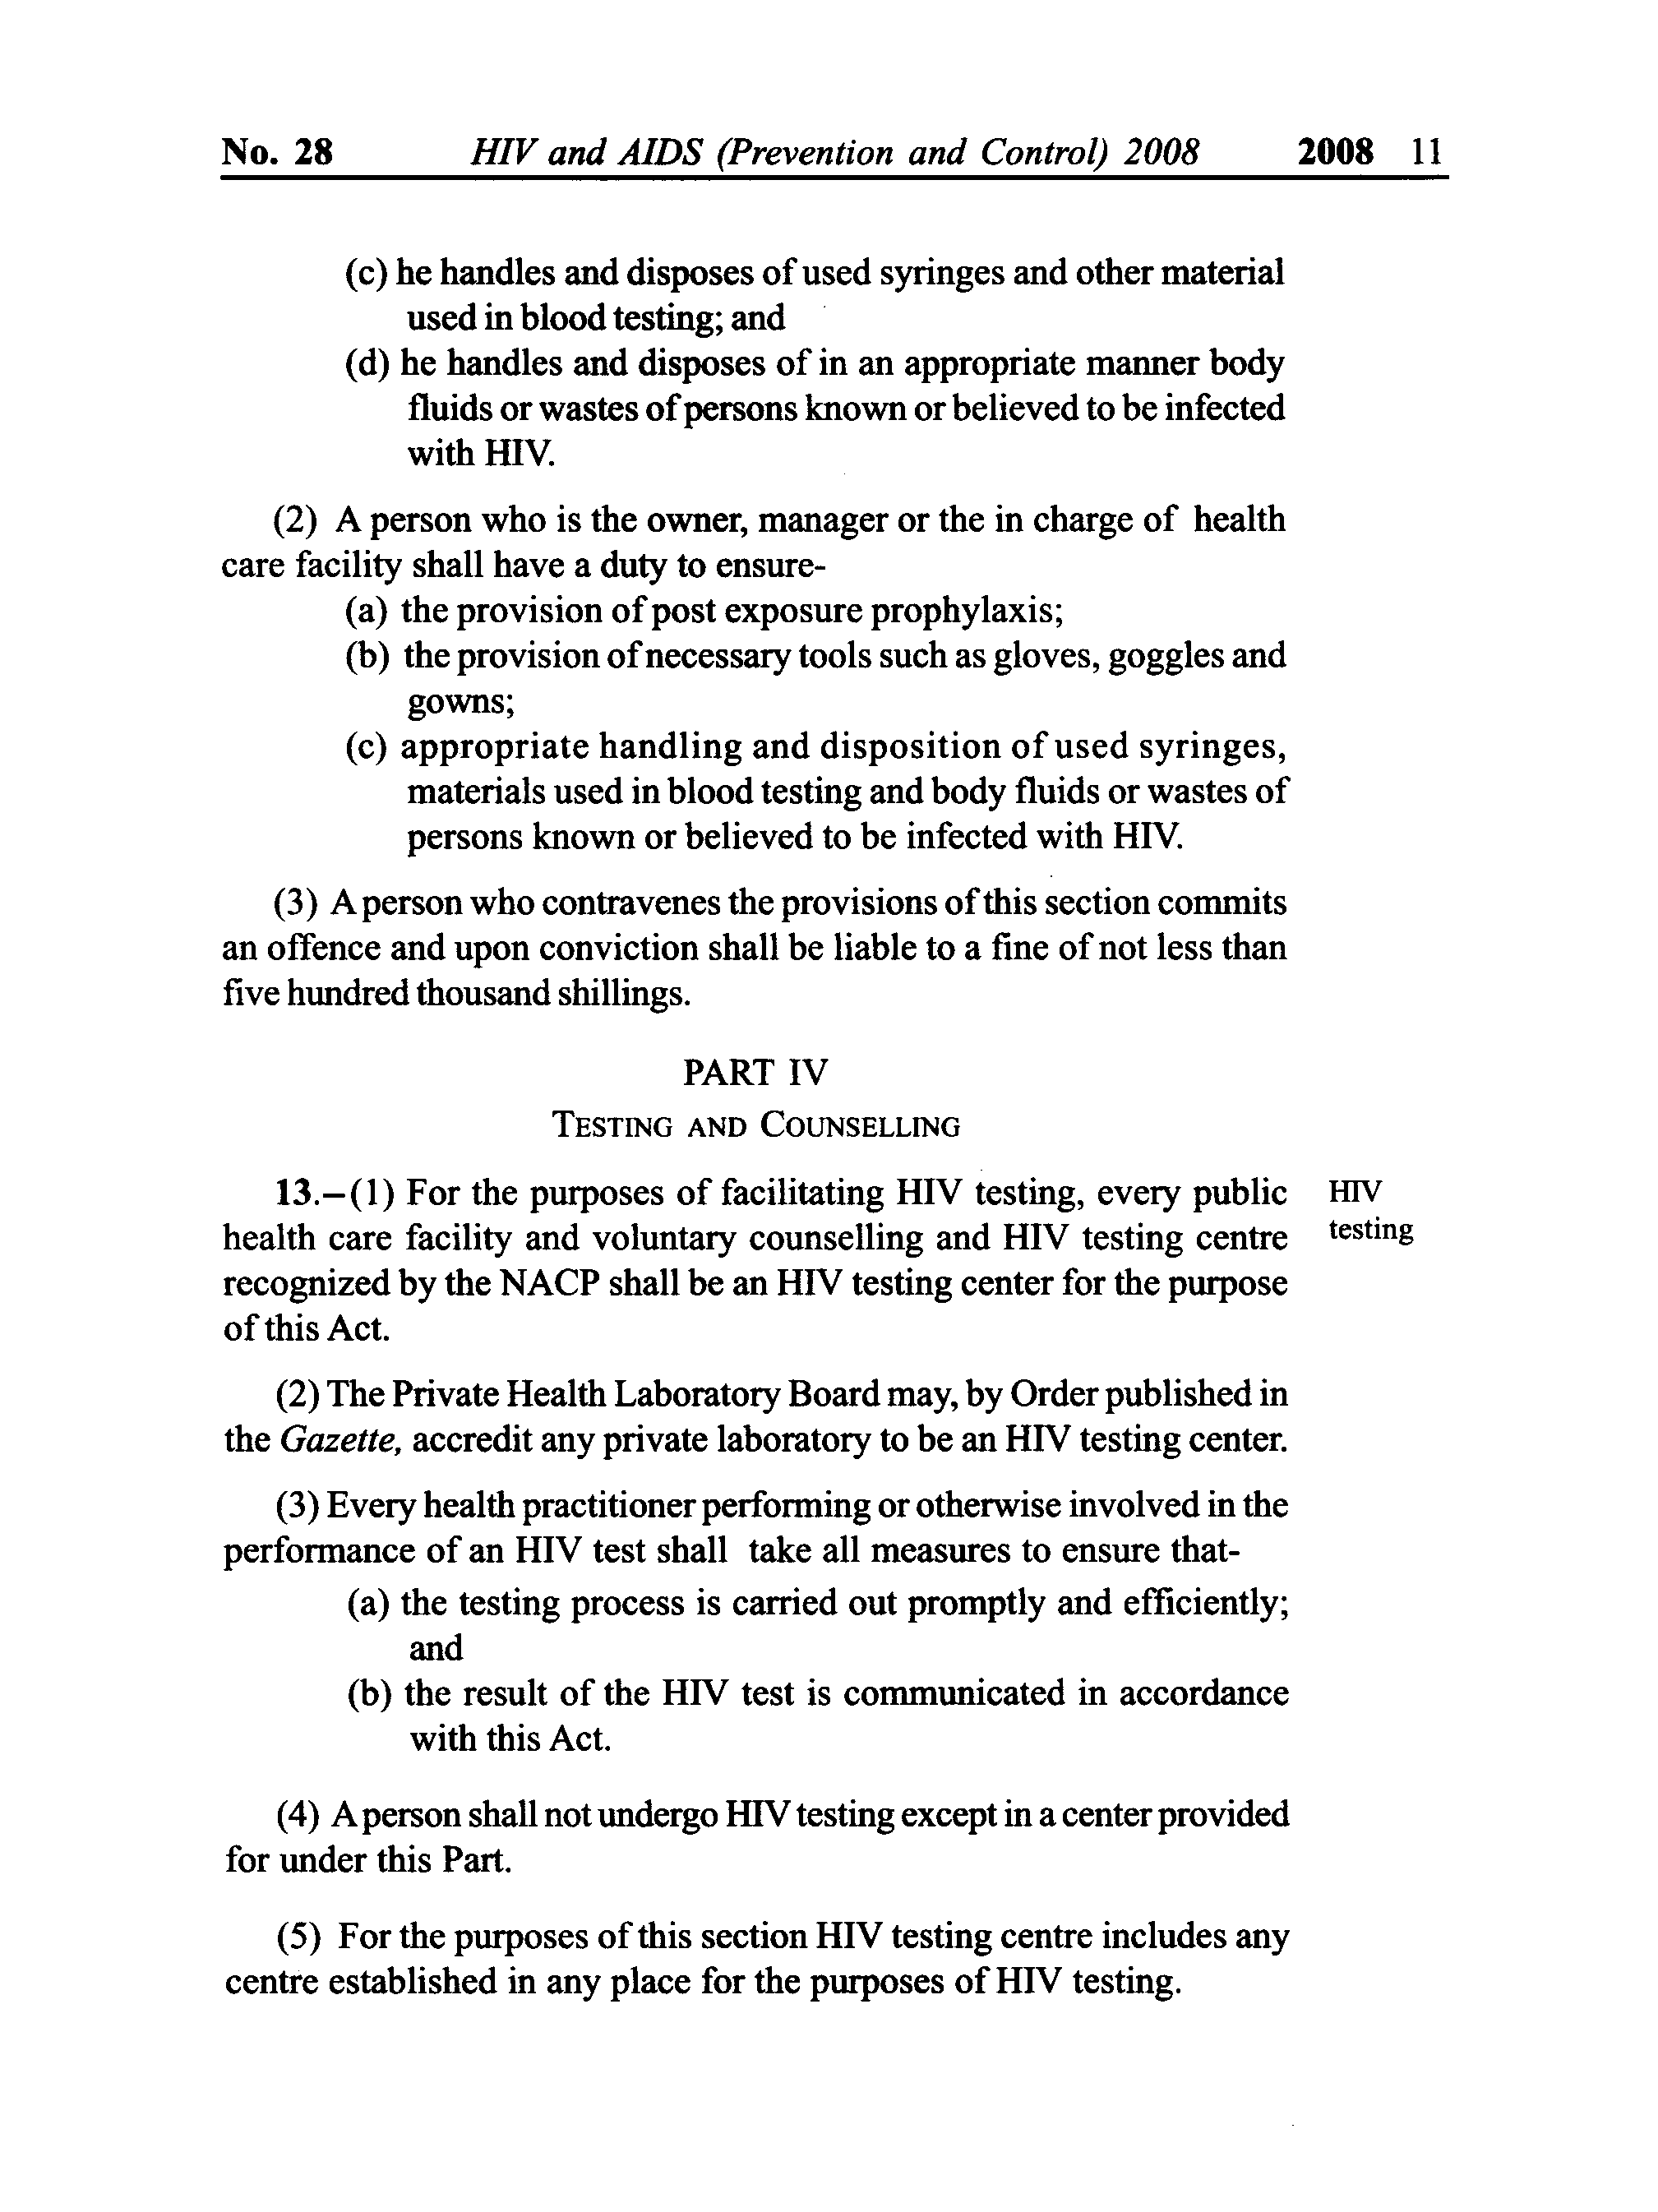 No. 28 HIV and AIDS (Prevention and Control) 2008 2008 11
(c) he handles and disposes of used syringes and other material
used in blood testing; and
(d) he handles and disposes of in an appropriate manner body
fluids or wastes of persons known or believed to be infected
with HIV.
(2) A person who is the owner, manager or the in charge of health
care facility shall have a duty to ensure-
(a) the provision of post exposure prophylaxis;
(b) the provision of necessary tools such as gloves, goggles and
gowns;
(c) appropriate handling and disposition of used syringes,
materials used in blood testing and body fluids or wastes of
persons known or believed to be infected with HIV.
(3) A person who contravenes the provisions of this section commits
an offence and upon conviction shall be liable to a fine of not less than
five hundred thousand shillings.
PART IV
TESTING AND COUNSELLING
13.–(1) For the purposes of facilitating HIV testing, every public HIV
health care facility and voluntary counselling and HIV testing centre testing
recognized by the NACP shall be an HIV testing center for the purpose
of this Act.
(2) The Private Health Laboratory Board may, by Order published in
the Gazette, accredit any private laboratory to be an HIV testing center.
(3) Every health practitioner performing or otherwise involved in the
performance of an HIV test shall take all measures to ensure that-
(a) the testing process is carried out promptly and efficiently;
and
(b) the result of the HIV test is communicated in accordance
with this Act.
(4) A person shall not undergo HIV testing except in a center provided
for under this Part.
(5) For the purposes of this section HIV testing centre includes any
centre established in any place for the purposes of HIV testing.